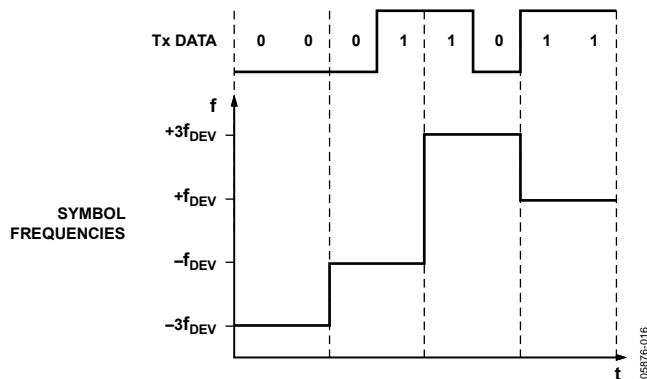 Tx DATA 0 0 0 1 1 0 1 1
f
+3fDEV
+fDEV
SYMBOL
FREQUENCIES
–fDEV
–3fDEV
t
05876-016